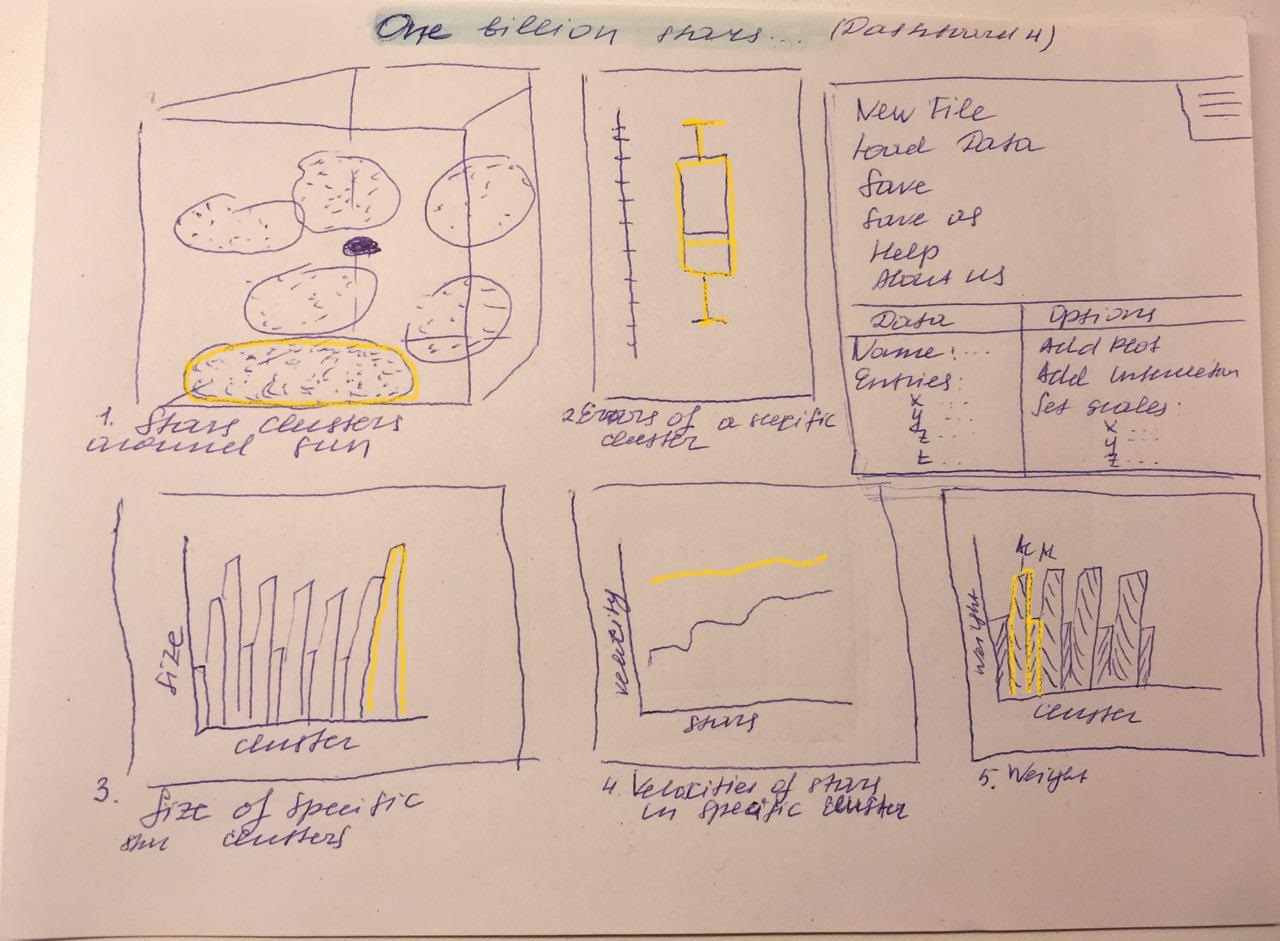 One billion stars... (Dashboard 4)
New File
Load Data
Save
Save as
Help
About us
Data
Name: ...
Entries:
x ...
y ...
z ...
t ...
Options
Add Plot
Add
Set scales:
x ...
y
z ...
1. Stars clusters
around sun
2. Errors of a specific
cluster
size
cluster
3. Size of specific
star clusters
velocity
stars
4. Velocities of stars
in specific cluster
weight
cluster
5. Weight